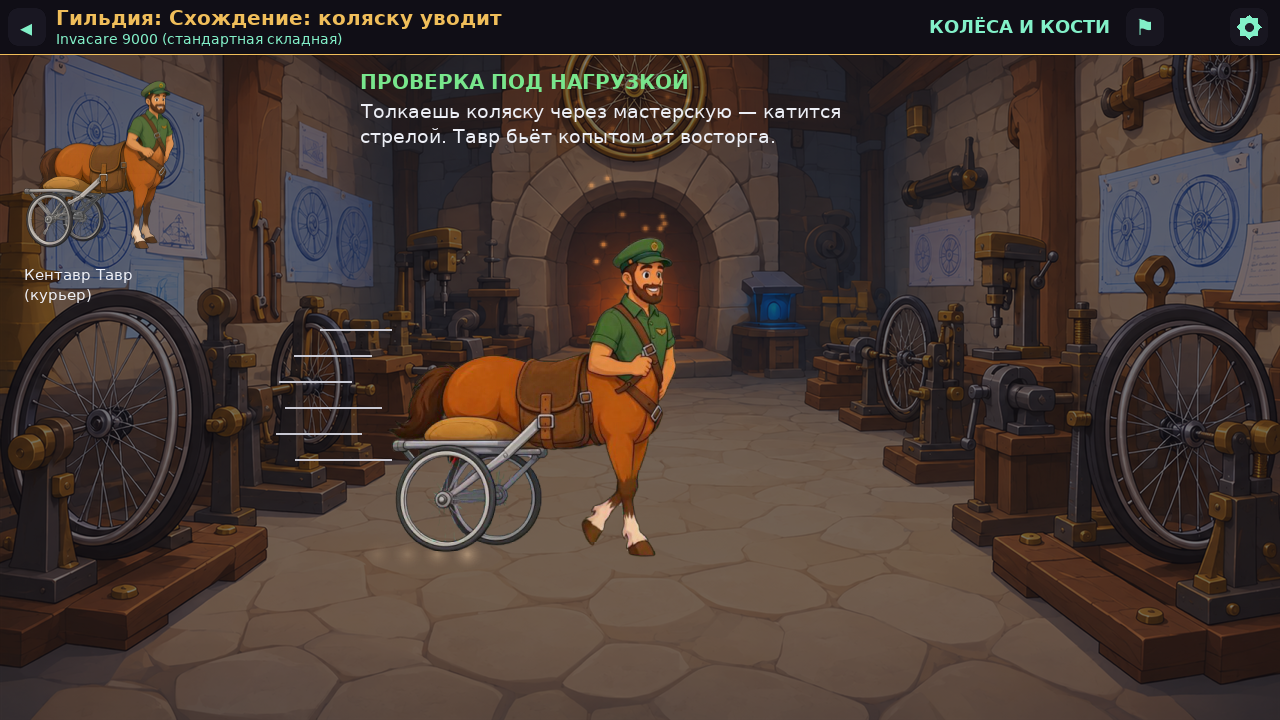 Гильдия: Схождение: коляску уводит
Invacare 9000 (стандартная складная)
КОЛЁСА И КОСТИ
ПРОВЕРКА ПОД НАГРУЗКОЙ
Толкаешь коляску через мастерскую — катится
стрелой. Тавр бьёт копытом от восторга.
Кентавр Тавр
(курьер)